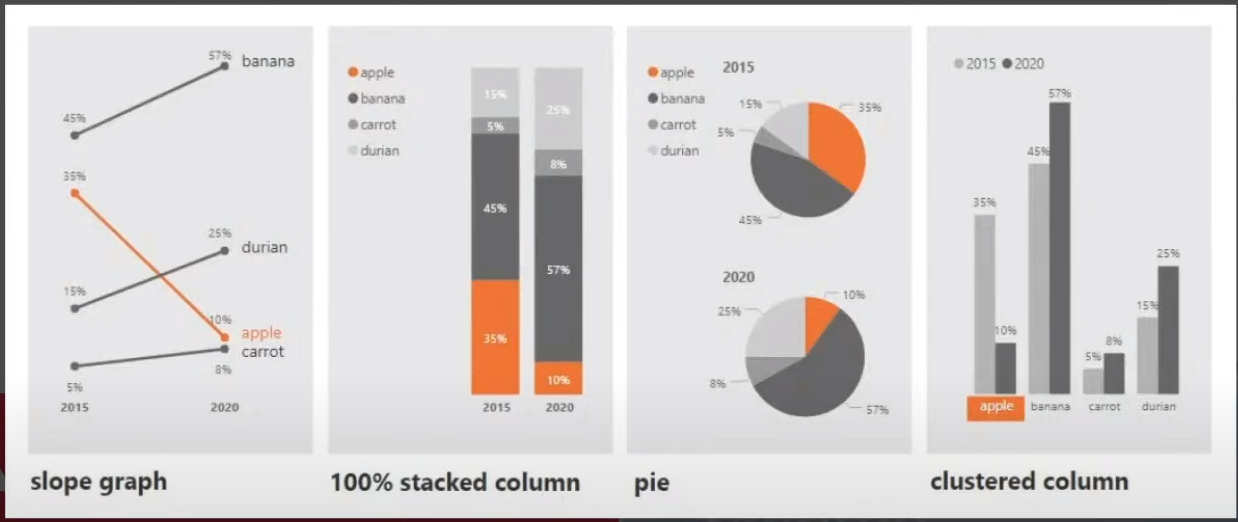 57%
banana
45%
35%
25%
durian
15%
10%
apple
carrot
8%
5%
2015
2020
slope graph
apple
banana
carrot
durian
15%
25%
5%
8%
45%
57%
35%
10%
2015
2020
100% stacked column
apple
banana
carrot
durian
2015
15%
35%
5%
45%
2020
10%
25%
8%
57%
pie
2015
2020
57%
45%
35%
25%
15%
10%
8%
5%
apple
banana
carrot
durian
clustered column